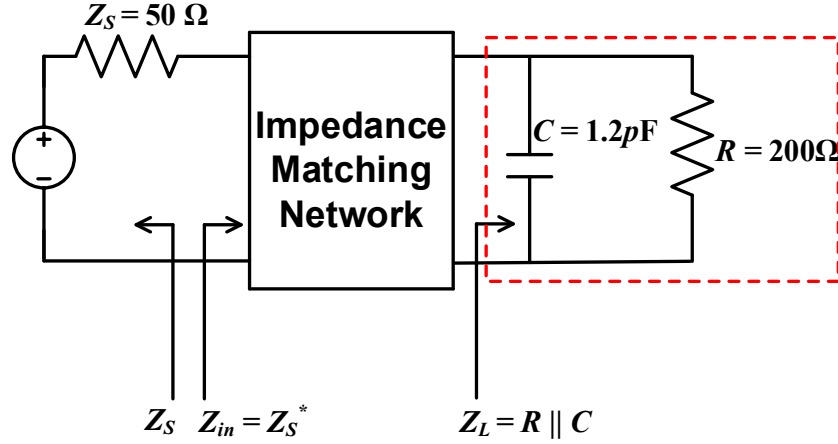 Z_S = 50 Ω
+
−
Impedance
Matching
Network
C = 1.2pF
R = 200Ω
Z_S
Z_in = Z_S^*
Z_L = R || C